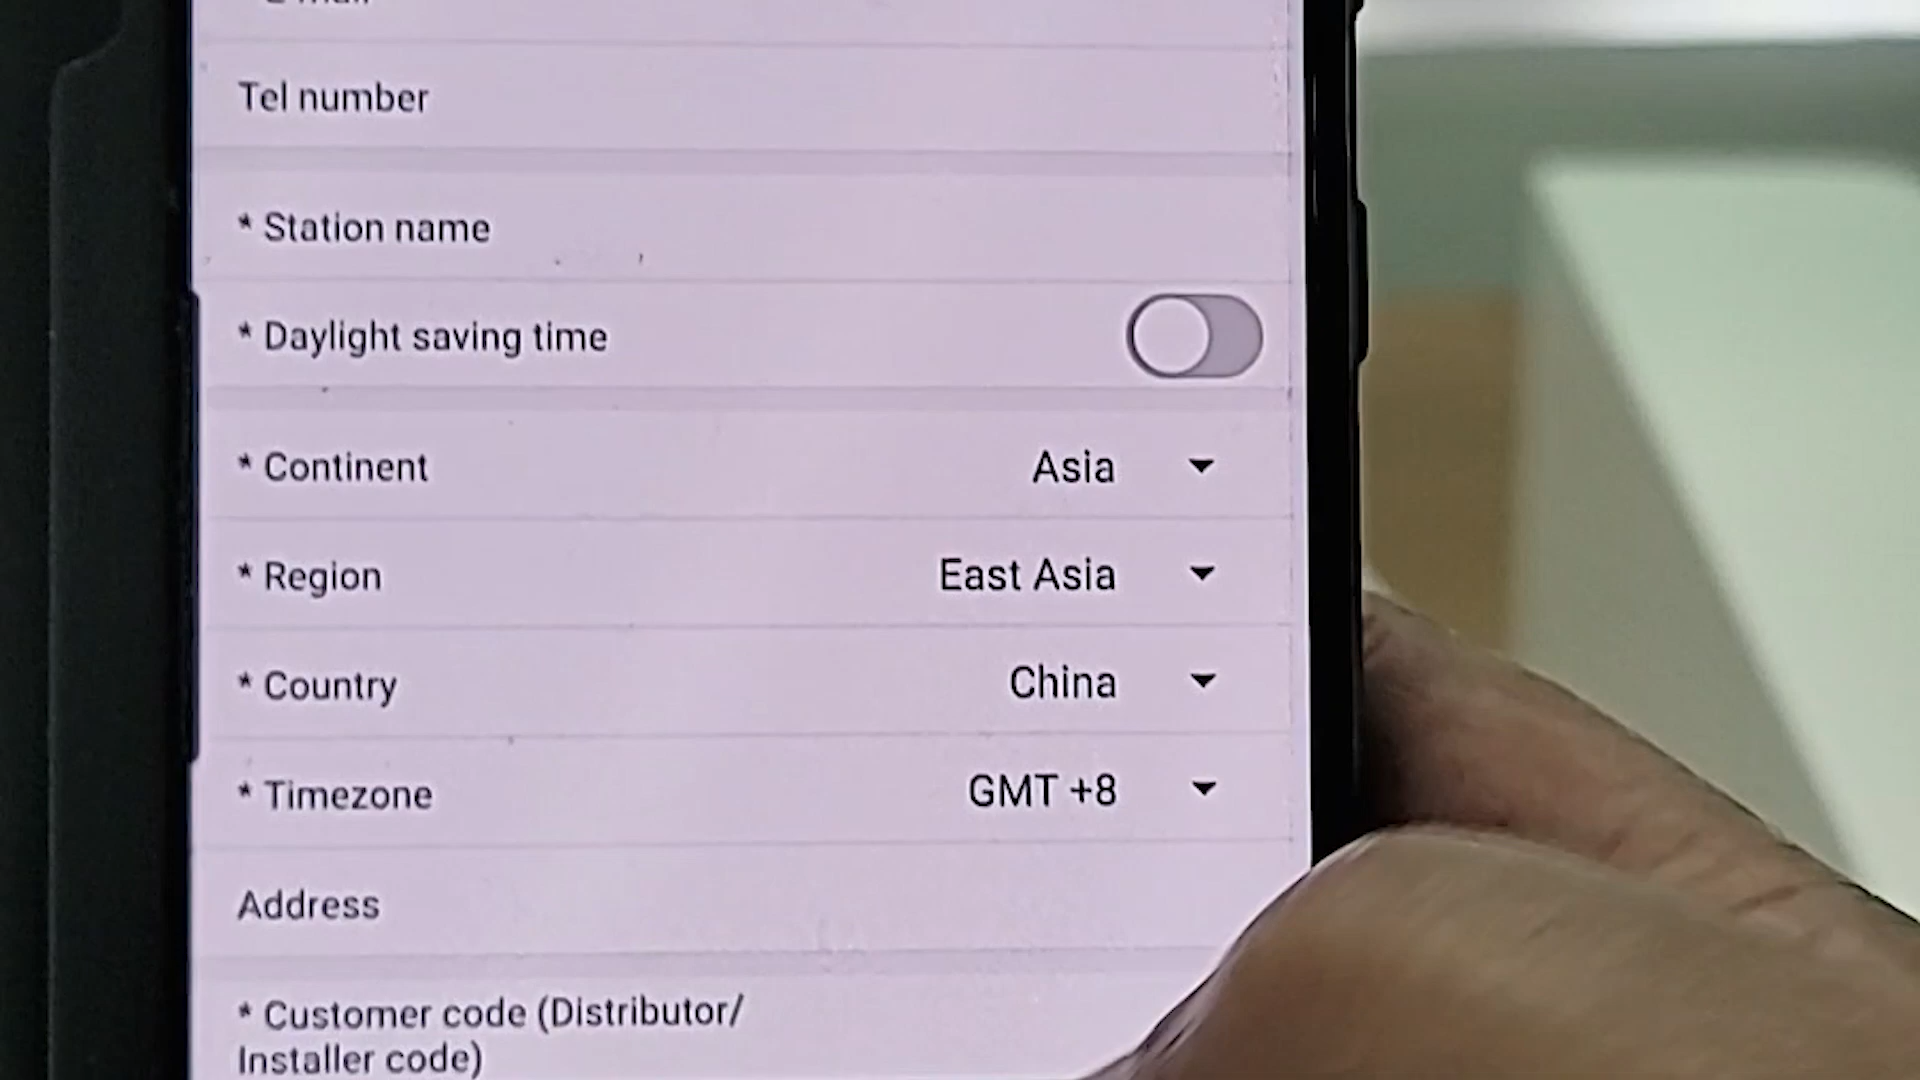 Tel number
* Station name
* Daylight saving time
* Continent Asia
* Region East Asia
* Country China
* Timezone GMT +8
Address
* Customer code (Distributor/
Installer code)